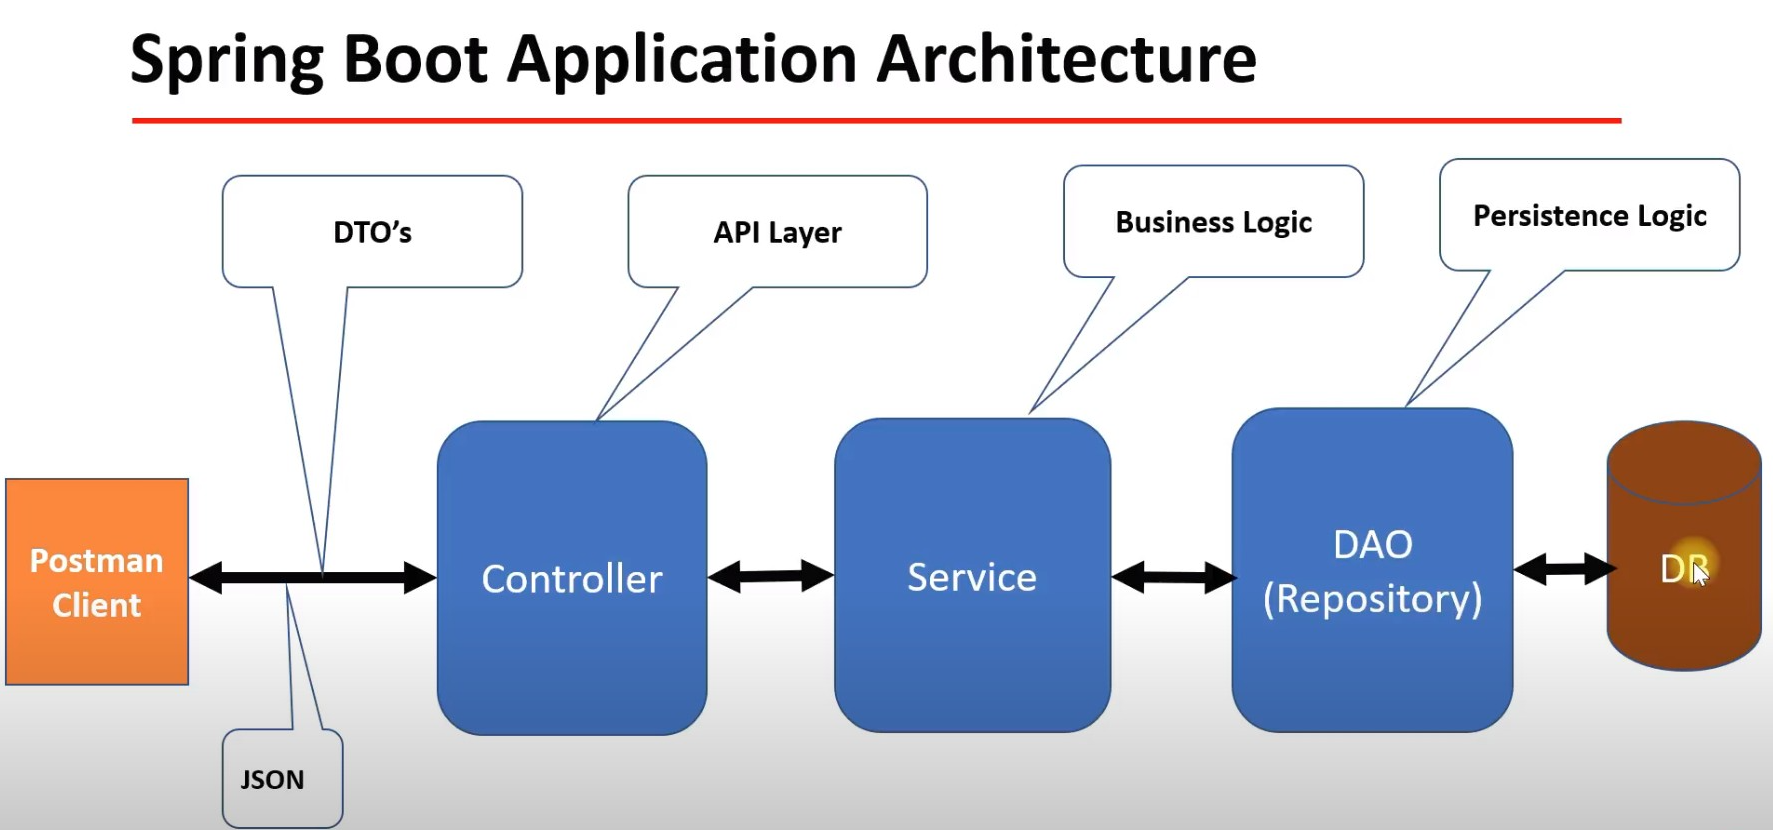 Spring Boot Application Architecture
DTO's
API Layer
Business Logic
Persistence Logic
Postman
Client
Controller
Service
DAO
(Repository)
DB
JSON